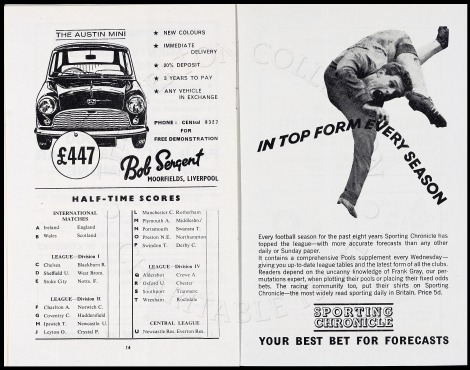 THE AUSTIN MINI
★ NEW COLOURS
★ IMMEDIATE
DELIVERY
★ 20% DEPOSIT
★ 3 YEARS TO PAY
★ ANY VEHICLE
IN EXCHANGE
PHONE: CENtral 8327
FOR
FREE DEMONSTRATION
£447
Bob Sergent
MOORFIELDS, LIVERPOOL
HALF-TIME SCORES
INTERNATIONAL
MATCHES
A Ireland England
B Wales Scotland
LEAGUE—Division I
C Chelsea Blackburn R.
D Sheffield U. West Brom.
E Stoke City Nottm. F.
LEAGUE—Division II
F Charlton A. Norwich C.
G Coventry C. Huddersfield
H Ipswich T. Newcastle U.
J Leyton O. Crystal P.
L Manchester C. Rotherham
M Plymouth A. Middlesbro'
N Portsmouth Swansea T.
O Preston N.E. Northampton
P Swindon T. Derby C.
LEAGUE—Division IV
Q Aldershot Crewe A.
R Oxford U. Chester
S Southport Tranmere
T Wrexham Rochdale
CENTRAL LEAGUE
U Newcastle Res. Everton Res.
14
IN TOP FORM EVERY SEASON
Every football season for the past eight years Sporting Chronicle has
topped the league—with more accurate forecasts than any other
daily or Sunday paper.
It contains a comprehensive Pools supplement every Wednesday—
giving you up-to-date league tables and the latest form of all the clubs.
Readers depend on the uncanny knowledge of Frank Gray, our per-
mutations expert, when plotting their pools or placing their fixed odds
bets. The racing community too, put their shirts on Sporting
Chronicle—the most widely read sporting daily in Britain. Price 5d.
SPORTING
CHRONICLE
YOUR BEST BET FOR FORECASTS